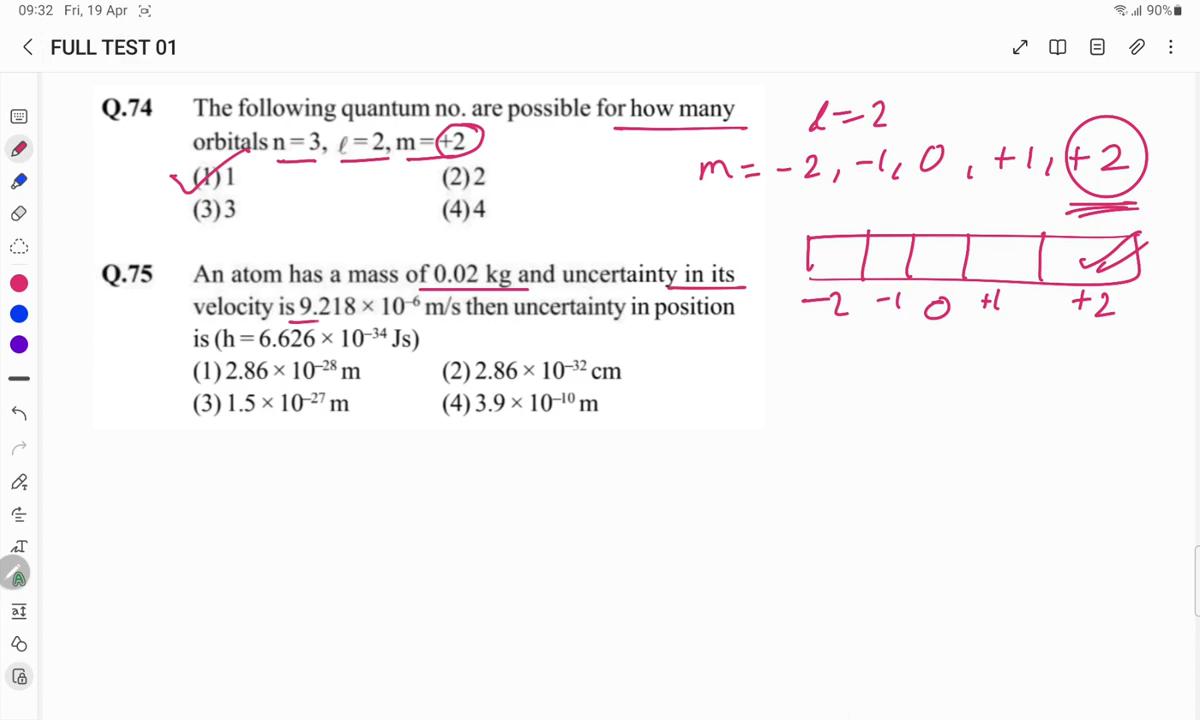 09:32 Fri, 19 Apr
90%
FULL TEST 01
Q.74 The following quantum no. are possible for how many
orbitals n = 3, ℓ = 2, m = +2
(1) 1 (2) 2
(3) 3 (4) 4
l = 2
m = -2, -1, 0, +1, +2
-2 -1 0 +1 +2
Q.75 An atom has a mass of 0.02 kg and uncertainty in its
velocity is 9.218 × 10⁻⁶ m/s then uncertainty in position
is (h = 6.626 × 10⁻³⁴ Js)
(1) 2.86 × 10⁻²⁸ m (2) 2.86 × 10⁻³² cm
(3) 1.5 × 10⁻²⁷ m (4) 3.9 × 10⁻¹⁰ m